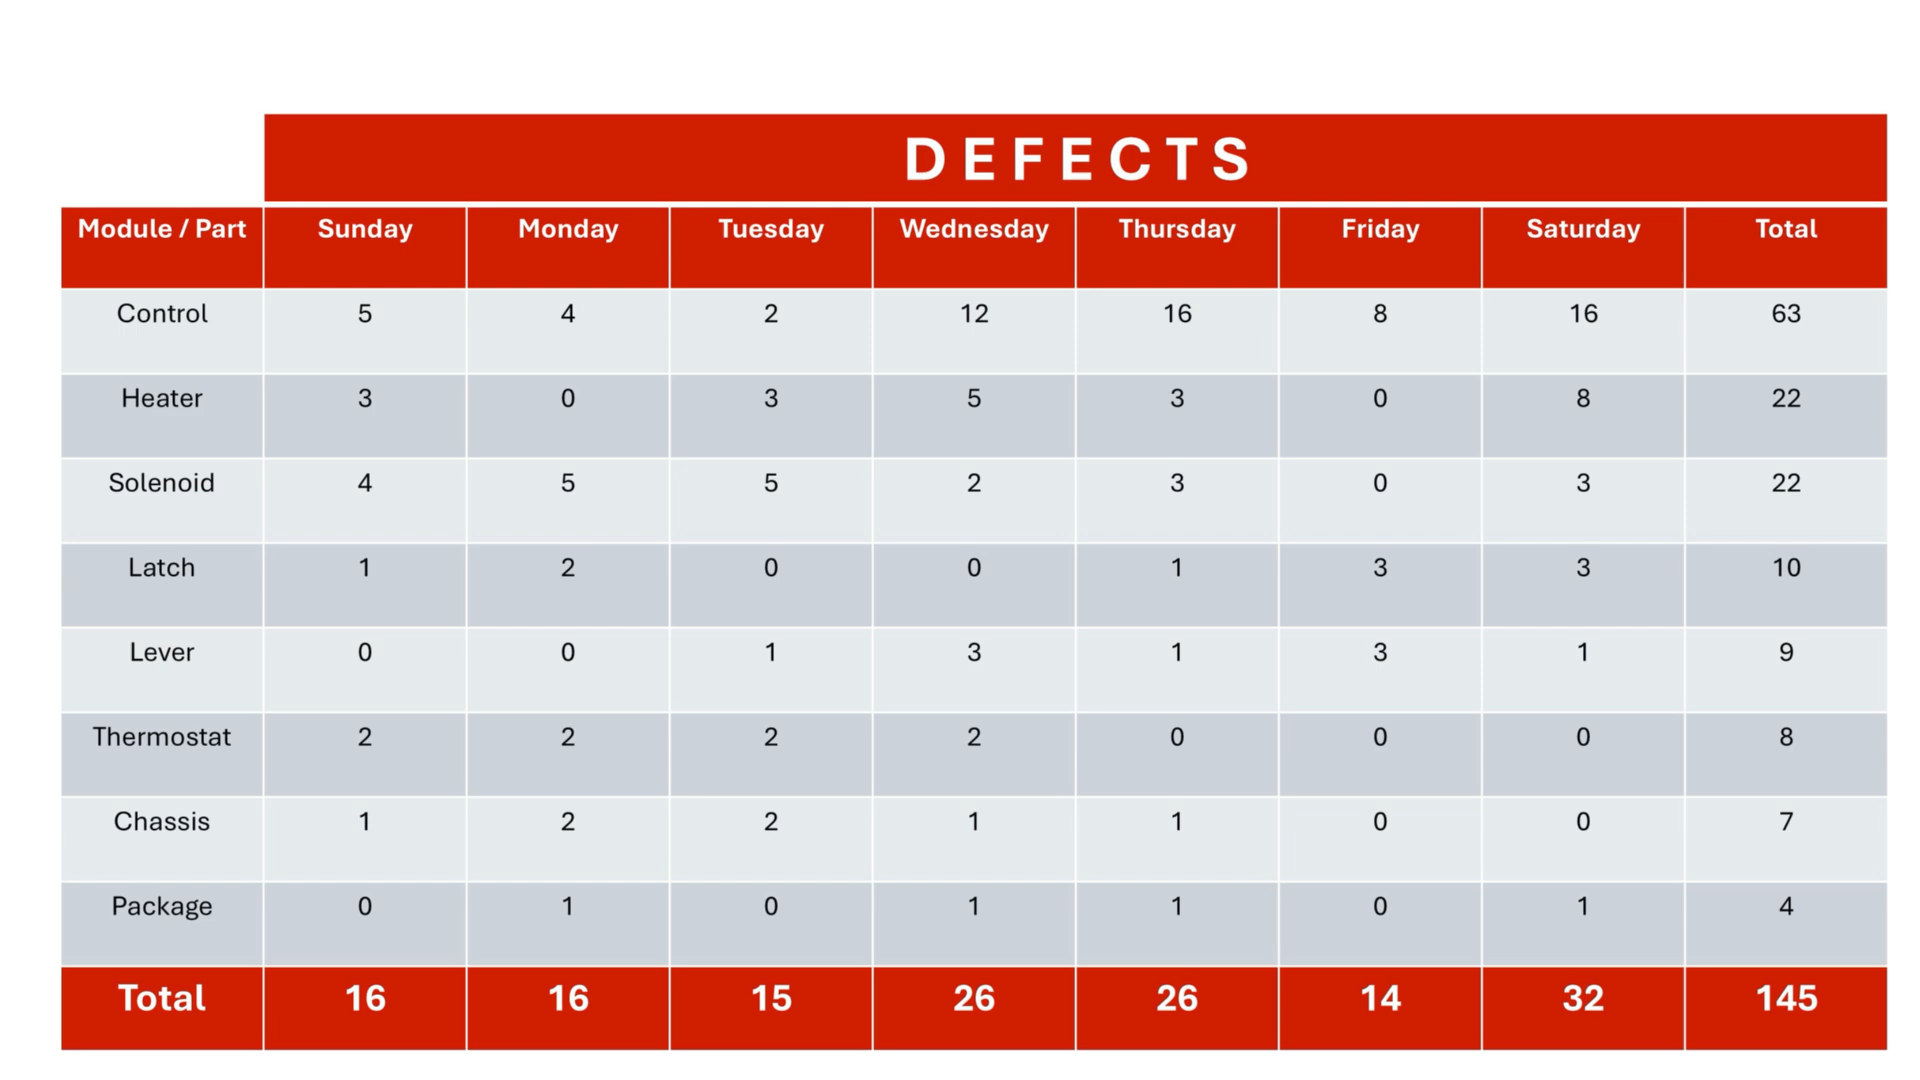 DEFECTS
Module / Part Sunday Monday Tuesday Wednesday Thursday Friday Saturday Total
Control 5 4 2 12 16 8 16 63
Heater 3 0 3 5 3 0 8 22
Solenoid 4 5 5 2 3 0 3 22
Latch 1 2 0 0 1 3 3 10
Lever 0 0 1 3 1 3 1 9
Thermostat 2 2 2 2 0 0 0 8
Chassis 1 2 2 1 1 0 0 7
Package 0 1 0 1 1 0 1 4
Total 16 16 15 26 26 14 32 145